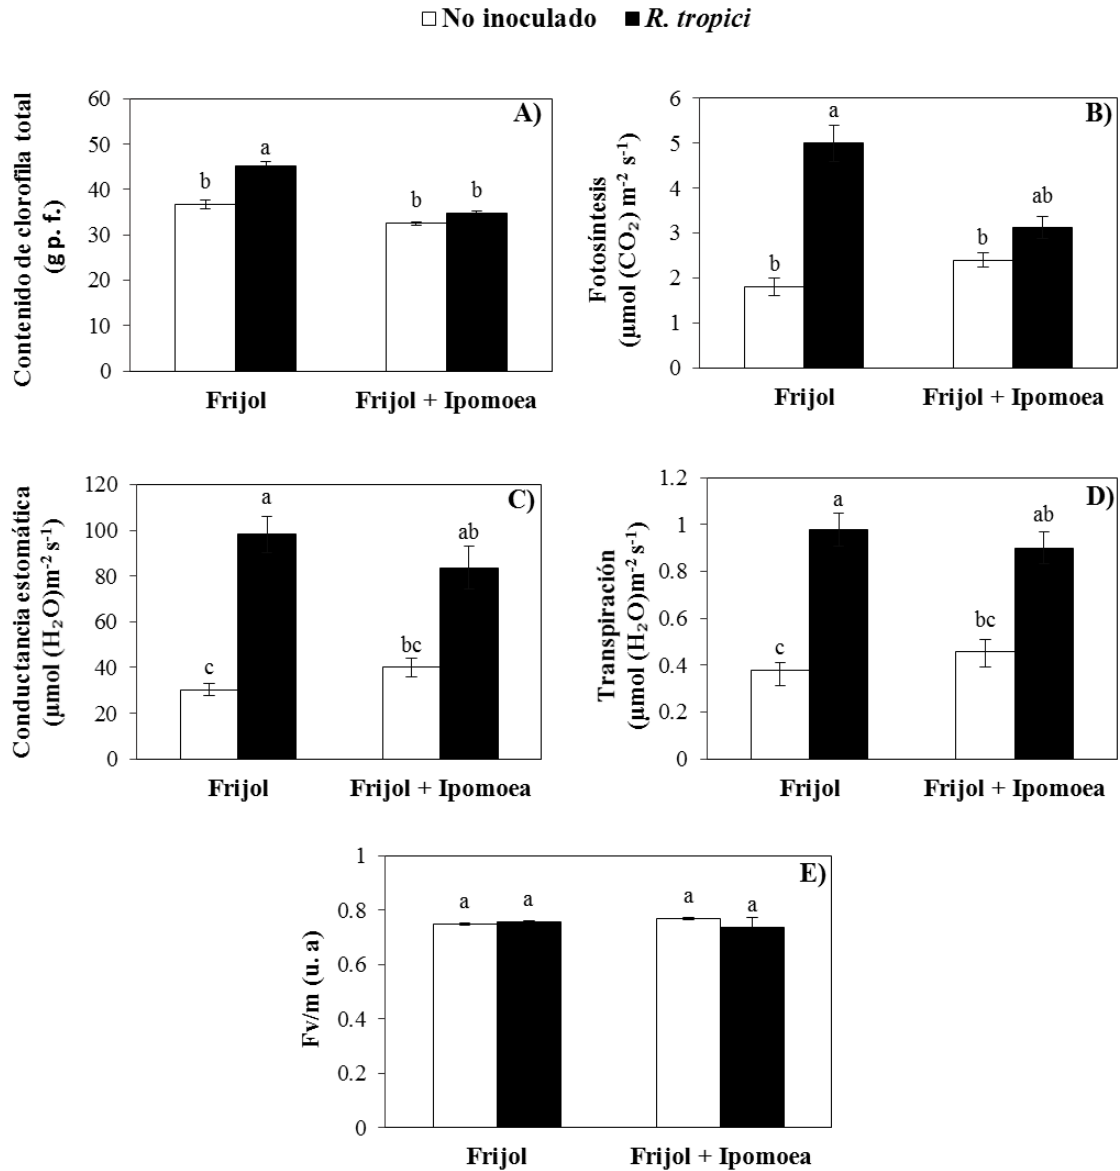 No inoculado R. tropici
A)
Contenido de clorofila total
(g p. f.)
60
50
40
30
20
10
0
b
a
b
b
Frijol
Frijol + Ipomoea
B)
Fotosíntesis
(µmol (CO₂) m⁻² s⁻¹)
6
5
4
3
2
1
0
b
a
b
ab
Frijol
Frijol + Ipomoea
C)
Conductancia estomática
(µmol (H₂O)m⁻² s⁻¹)
120
100
80
60
40
20
0
c
a
bc
ab
Frijol
Frijol + Ipomoea
D)
Transpiración
(µmol (H₂O)m⁻² s⁻¹)
1.2
1
0.8
0.6
0.4
0.2
0
c
a
bc
ab
Frijol
Frijol + Ipomoea
E)
Fv/m (u. a)
1
0.8
0.6
0.4
0.2
0
a
a
a
a
Frijol
Frijol + Ipomoea